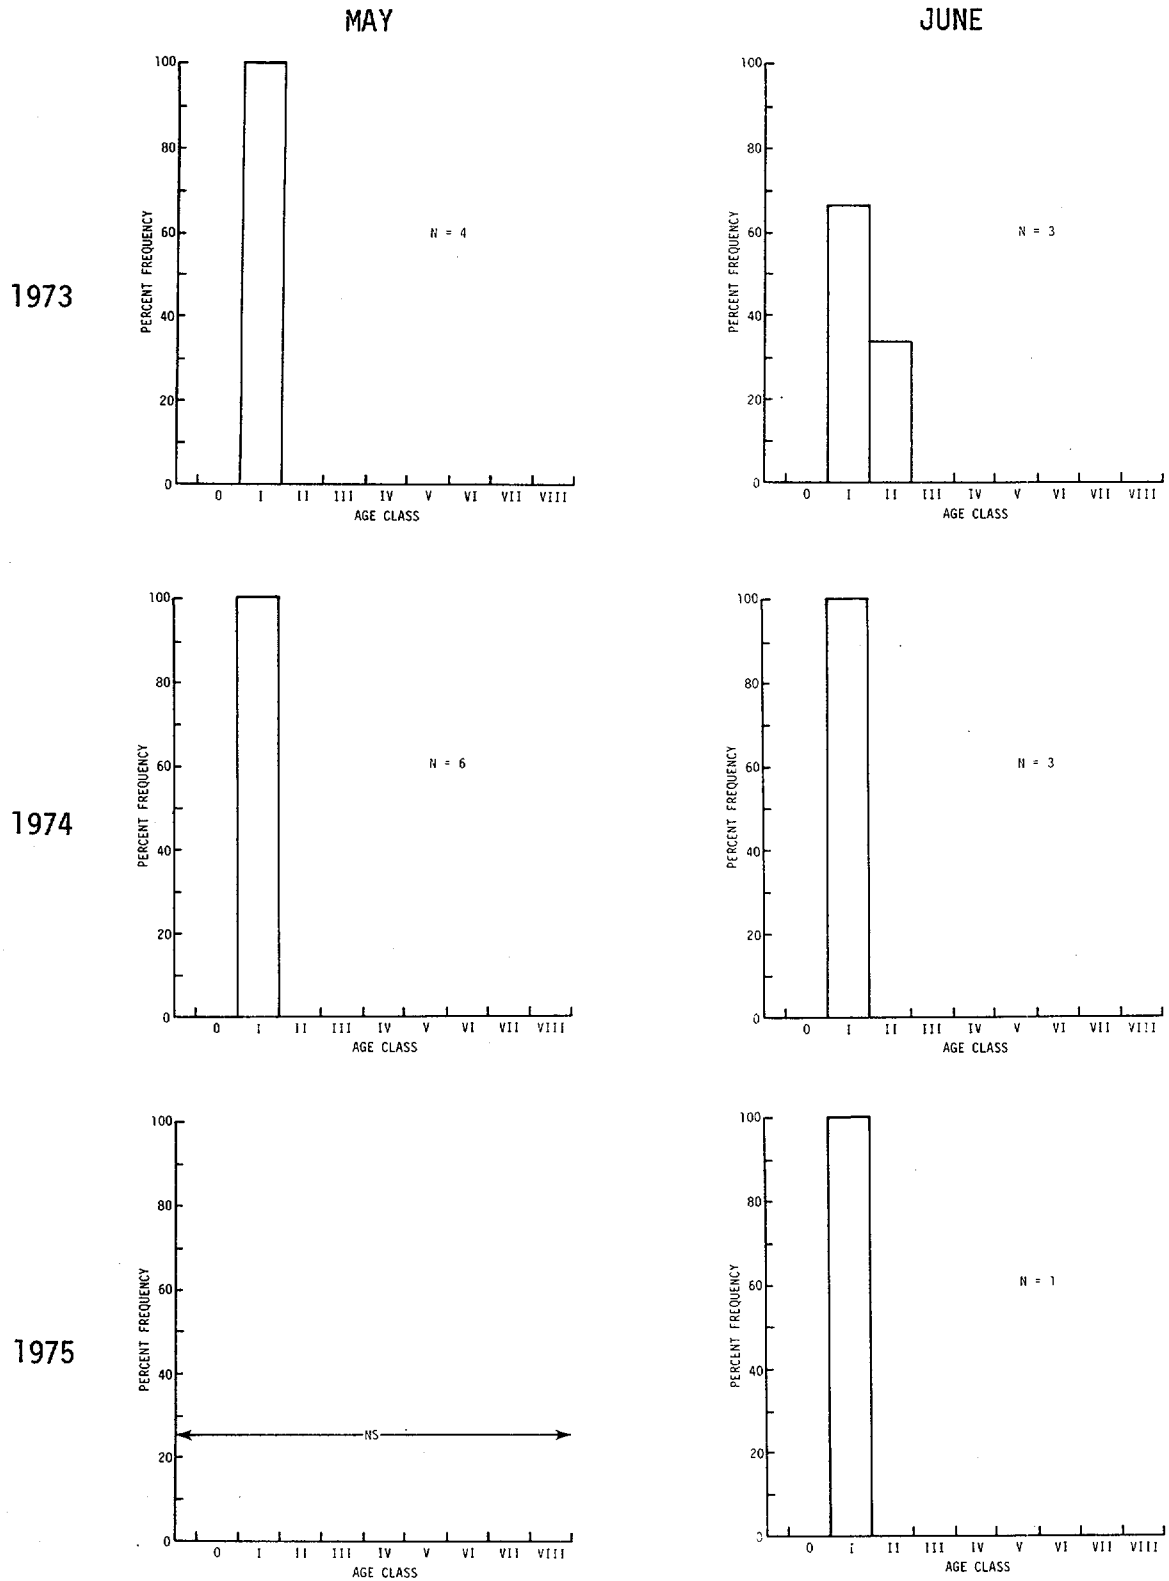 MAY
JUNE
1973
100
80
60
40
20
0
PERCENT FREQUENCY
N = 4
0 I II III IV V VI VII VIII
AGE CLASS
100
80
60
40
20
0
PERCENT FREQUENCY
N = 3
0 I II III IV V VI VII VIII
AGE CLASS
1974
100
80
60
40
20
0
PERCENT FREQUENCY
N = 6
0 I II III IV V VI VII VIII
AGE CLASS
100
80
60
40
20
0
PERCENT FREQUENCY
N = 3
0 I II III IV V VI VII VIII
AGE CLASS
1975
100
80
60
40
20
0
PERCENT FREQUENCY
NS
0 I II III IV V VI VII VIII
AGE CLASS
100
80
60
40
20
0
PERCENT FREQUENCY
N = 1
0 I II III IV V VI VII VIII
AGE CLASS